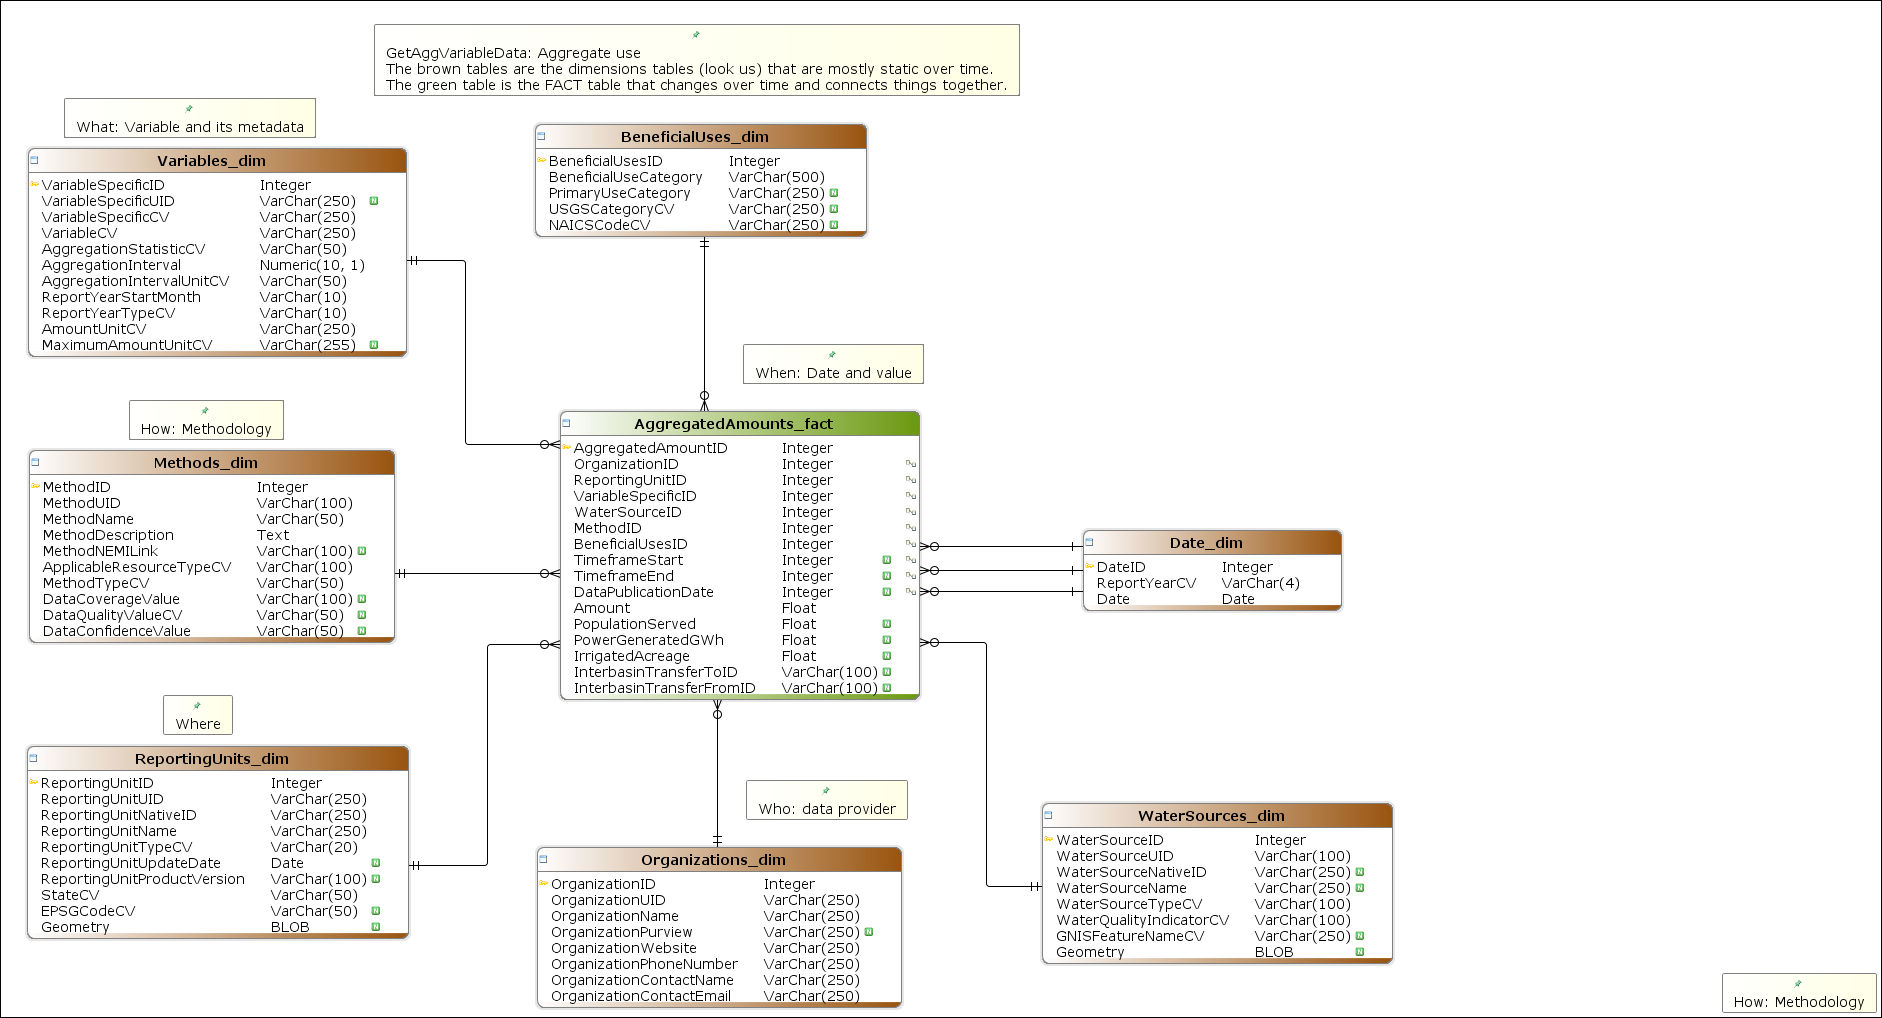 GetAggVariableData: Aggregate use
The brown tables are the dimensions tables (look us) that are mostly static over time.
The green table is the FACT table that changes over time and connects things together.
What: Variable and its metadata
Variables_dim
VariableSpecificID Integer
VariableSpecificUID VarChar(250) N
VariableSpecificCV VarChar(250)
VariableCV VarChar(250)
AggregationStatisticCV VarChar(50)
AggregationInterval Numeric(10, 1)
AggregationIntervalUnitCV VarChar(50)
ReportYearStartMonth VarChar(10)
ReportYearTypeCV VarChar(10)
AmountUnitCV VarChar(250)
MaximumAmountUnitCV VarChar(255) N
BeneficialUses_dim
BeneficialUsesID Integer
BeneficialUseCategory VarChar(500)
PrimaryUseCategory VarChar(250) N
USGSCategoryCV VarChar(250) N
NAICSCodeCV VarChar(250) N
When: Date and value
How: Methodology
Methods_dim
MethodID Integer
MethodUID VarChar(100)
MethodName VarChar(50)
MethodDescription Text
MethodNEMILink VarChar(100) N
ApplicableResourceTypeCV VarChar(100)
MethodTypeCV VarChar(50)
DataCoverageValue VarChar(100) N
DataQualityValueCV VarChar(50) N
DataConfidenceValue VarChar(50) N
AggregatedAmounts_fact
AggregatedAmountID Integer
OrganizationID Integer
ReportingUnitID Integer
VariableSpecificID Integer
WaterSourceID Integer
MethodID Integer
BeneficialUsesID Integer
TimeframeStart Integer N
TimeframeEnd Integer N
DataPublicationDate Integer N
Amount Float
PopulationServed Float N
PowerGeneratedGWh Float N
IrrigatedAcreage Float N
InterbasinTransferToID VarChar(100) N
InterbasinTransferFromID VarChar(100) N
Date_dim
DateID Integer
ReportYearCV VarChar(4)
Date Date
Where
ReportingUnits_dim
ReportingUnitID Integer
ReportingUnitUID VarChar(250)
ReportingUnitNativeID VarChar(250)
ReportingUnitName VarChar(250)
ReportingUnitTypeCV VarChar(20)
ReportingUnitUpdateDate Date N
ReportingUnitProductVersion VarChar(100) N
StateCV VarChar(50)
EPSGCodeCV VarChar(50) N
Geometry BLOB N
Who: data provider
Organizations_dim
OrganizationID Integer
OrganizationUID VarChar(250)
OrganizationName VarChar(250)
OrganizationPurview VarChar(250) N
OrganizationWebsite VarChar(250)
OrganizationPhoneNumber VarChar(250)
OrganizationContactName VarChar(250)
OrganizationContactEmail VarChar(250)
WaterSources_dim
WaterSourceID Integer
WaterSourceUID VarChar(100)
WaterSourceNativeID VarChar(250) N
WaterSourceName VarChar(250) N
WaterSourceTypeCV VarChar(100)
WaterQualityIndicatorCV VarChar(100)
GNISFeatureNameCV VarChar(250) N
Geometry BLOB N
How: Methodology